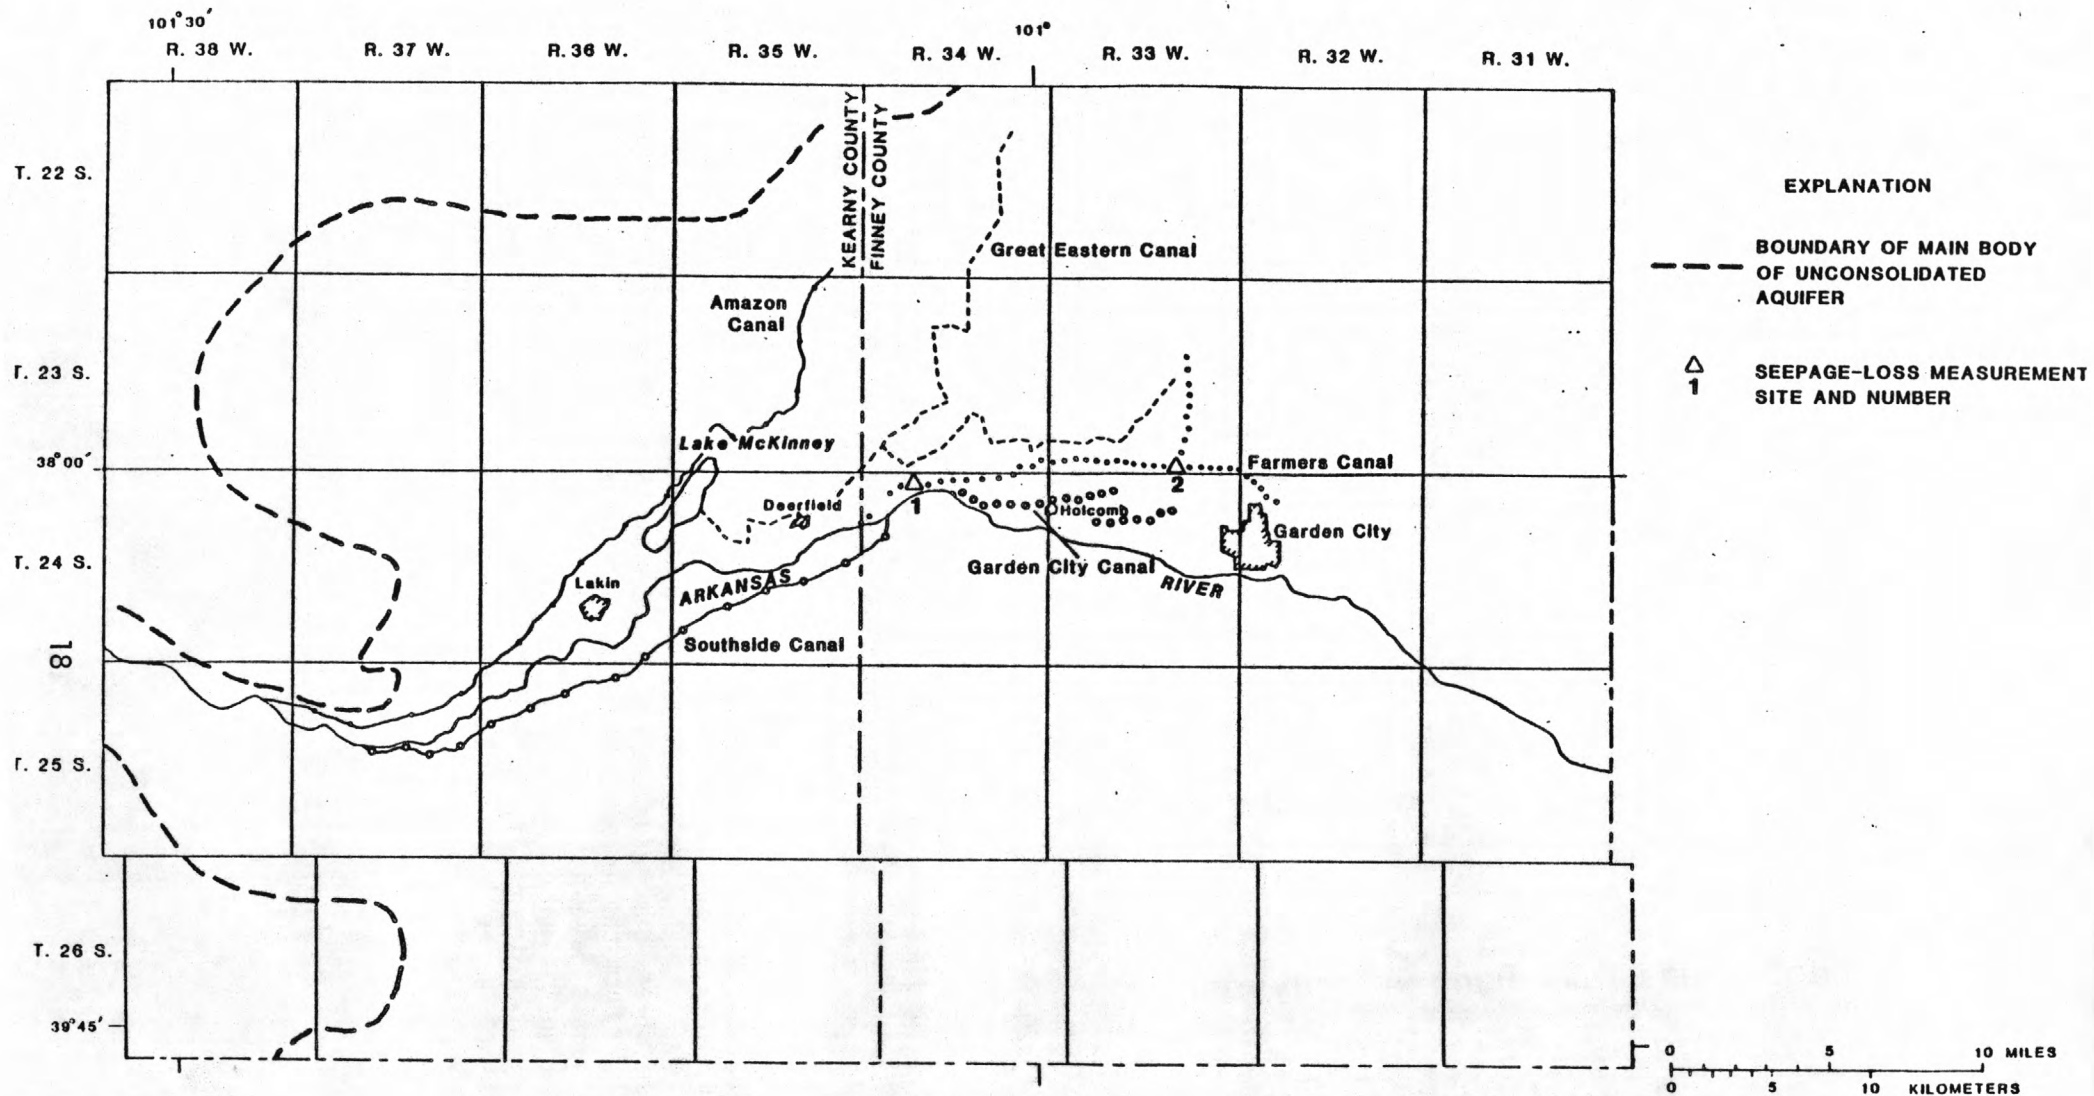 101°30'
101°
R. 38 W.
R. 37 W.
R. 36 W.
R. 35 W.
R. 34 W.
R. 33 W.
R. 32 W.
R. 31 W.
T. 22 S.
T. 23 S.
38°00'
T. 24 S.
18
T. 25 S.
T. 26 S.
39°45'
KEARNY COUNTY
FINNEY COUNTY
Great Eastern Canal
Amazon
Canal
Lake McKinney
Deerfield
Farmers Canal
1
2
Holcomb
Garden City
Garden City Canal
Lakin
ARKANSAS
RIVER
Southside Canal
EXPLANATION
BOUNDARY OF MAIN BODY
OF UNCONSOLIDATED
AQUIFER
1
SEEPAGE-LOSS MEASUREMENT
SITE AND NUMBER
0 5 10 MILES
0 5 10 KILOMETERS